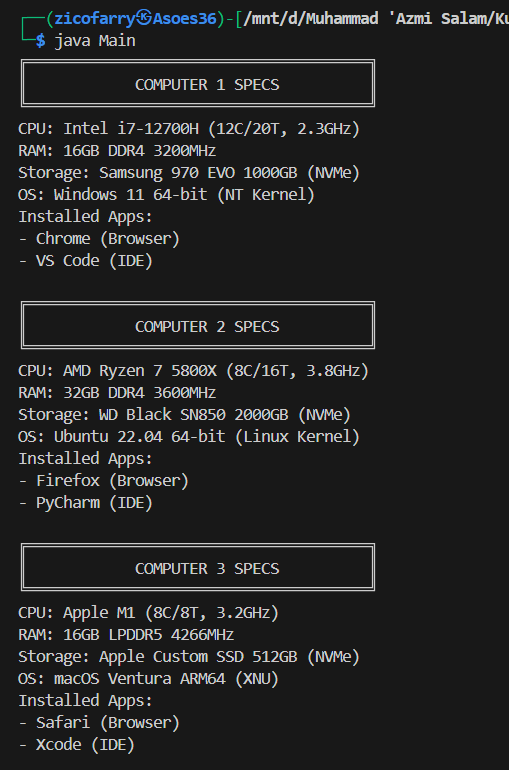 (zicofarry㉿Asoes36)-[/mnt/d/Muhammad 'Azmi Salam/Ku
$ java Main
COMPUTER 1 SPECS
CPU: Intel i7-12700H (12C/20T, 2.3GHz)
RAM: 16GB DDR4 3200MHz
Storage: Samsung 970 EVO 1000GB (NVMe)
OS: Windows 11 64-bit (NT Kernel)
Installed Apps:
- Chrome (Browser)
- VS Code (IDE)
COMPUTER 2 SPECS
CPU: AMD Ryzen 7 5800X (8C/16T, 3.8GHz)
RAM: 32GB DDR4 3600MHz
Storage: WD Black SN850 2000GB (NVMe)
OS: Ubuntu 22.04 64-bit (Linux Kernel)
Installed Apps:
- Firefox (Browser)
- PyCharm (IDE)
COMPUTER 3 SPECS
CPU: Apple M1 (8C/8T, 3.2GHz)
RAM: 16GB LPDDR5 4266MHz
Storage: Apple Custom SSD 512GB (NVMe)
OS: macOS Ventura ARM64 (XNU)
Installed Apps:
- Safari (Browser)
- Xcode (IDE)